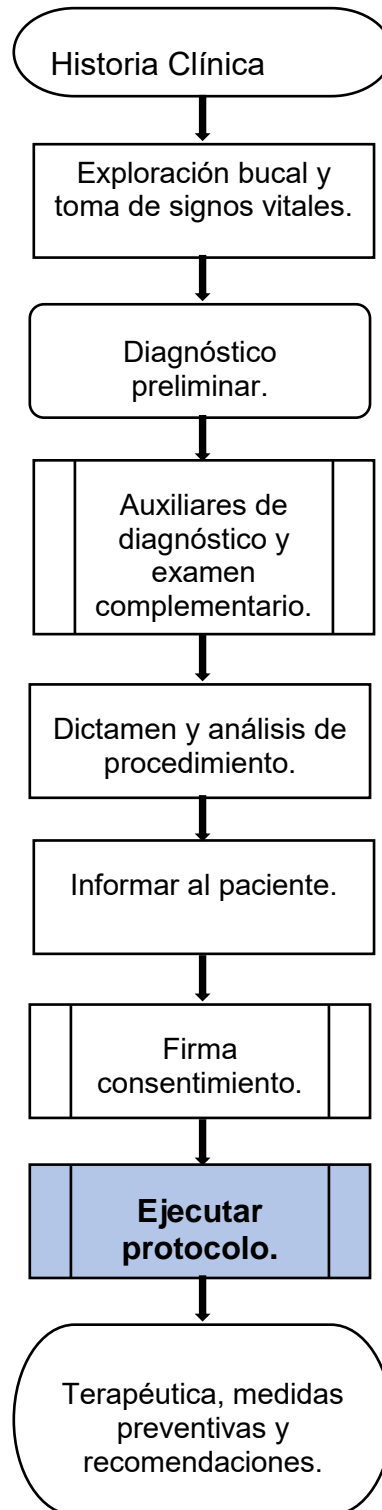 Historia Clínica
Exploración bucal y
toma de signos vitales.
Diagnóstico
preliminar.
Auxiliares de
diagnóstico y
examen
complementario.
Dictamen y análisis de
procedimiento.
Informar al paciente.
Firma
consentimiento.
Ejecutar
protocolo.
Terapéutica, medidas
preventivas y
recomendaciones.